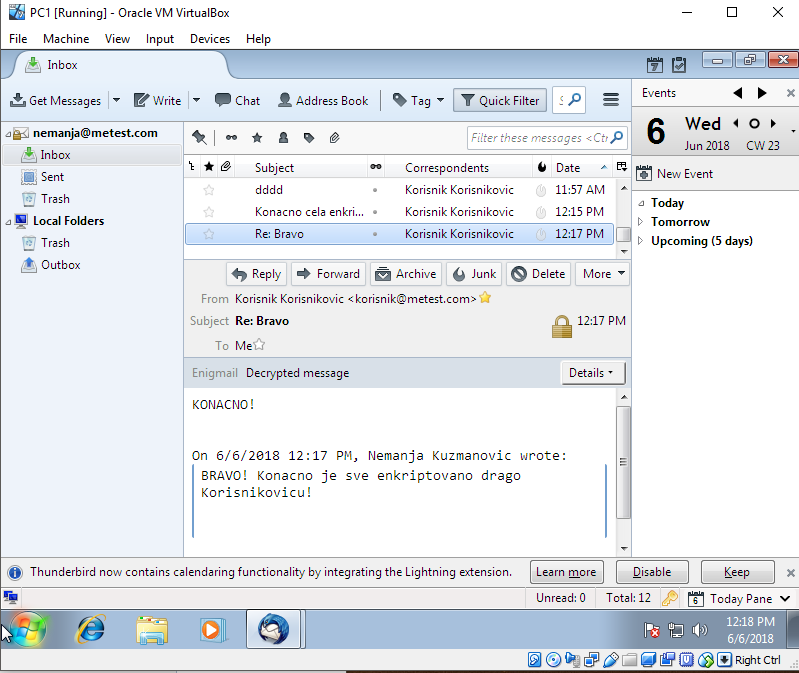 PC1 [Running] - Oracle VM VirtualBox
File Machine View Input Devices Help
Inbox
Get Messages Write Chat Address Book Tag Quick Filter
Events
nemanja@metest.com
Inbox
Sent
Trash
Local Folders
Trash
Outbox
Filter these messages <Ctr
Subject Correspondents Date
dddd Korisnik Korisnikovic 11:57 AM
Konacno cela enkri... Korisnik Korisnikovic 12:15 PM
Re: Bravo Korisnik Korisnikovic 12:17 PM
Reply Forward Archive Junk Delete More
From Korisnik Korisnikovic <korisnik@metest.com>
Subject Re: Bravo 12:17 PM
To Me
Enigmail Decrypted message Details
KONACNO!
On 6/6/2018 12:17 PM, Nemanja Kuzmanovic wrote:
BRAVO! Konacno je sve enkriptovano drago
Korisnikovicu!
6 Wed
Jun 2018 CW 23
New Event
Today
Tomorrow
Upcoming (5 days)
Thunderbird now contains calendaring functionality by integrating the Lightning extension. Learn more Disable Keep
Unread: 0 Total: 12 6 Today Pane
12:18 PM
6/6/2018
Right Ctrl